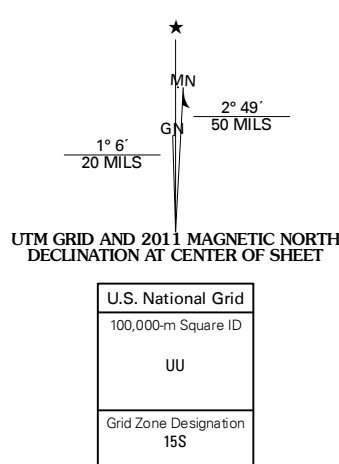 ★
MN
GN
2° 49´
50 MILS
1° 6´
20 MILS
UTM GRID AND 2011 MAGNETIC NORTH
DECLINATION AT CENTER OF SHEET
U.S. National Grid
100,000-m Square ID
UU
Grid Zone Designation
15S